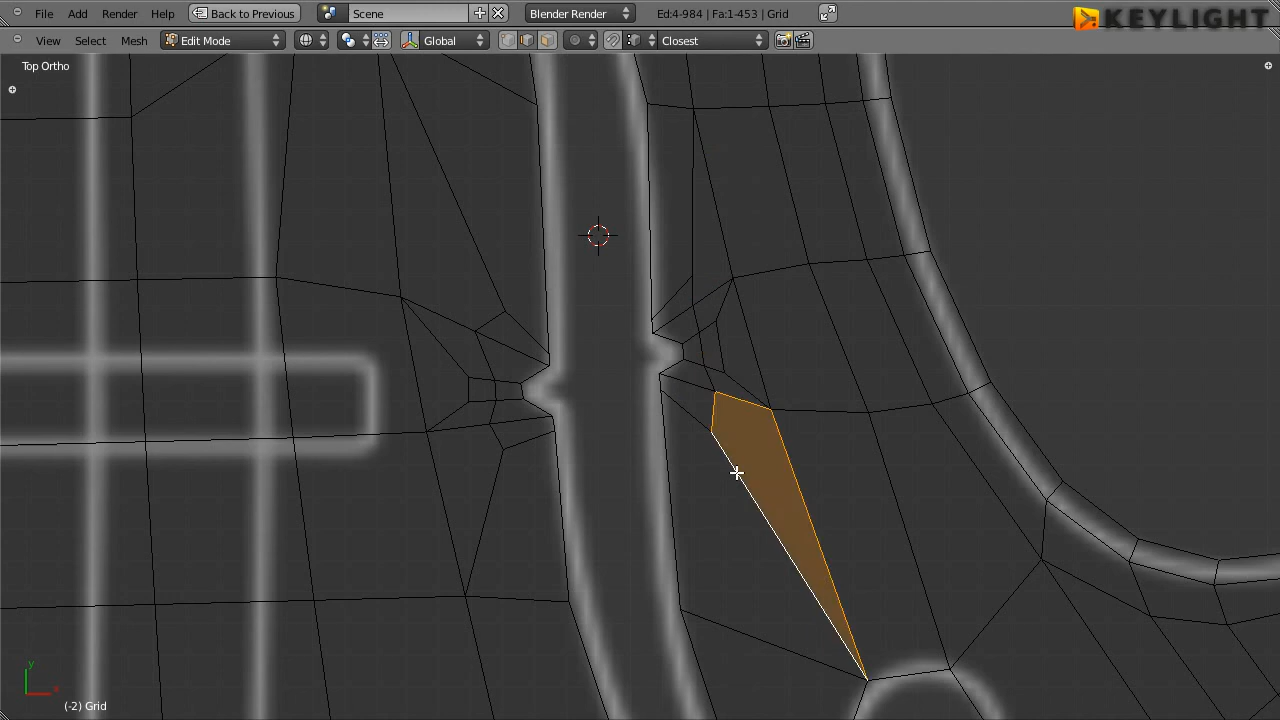 File Add Render Help Back to Previous Scene Blender Render Ed:4-984 | Fa:1-453 | Grid KEYLIGHT
View Select Mesh Edit Mode Global Closest
Top Ortho
y
x
(-2) Grid